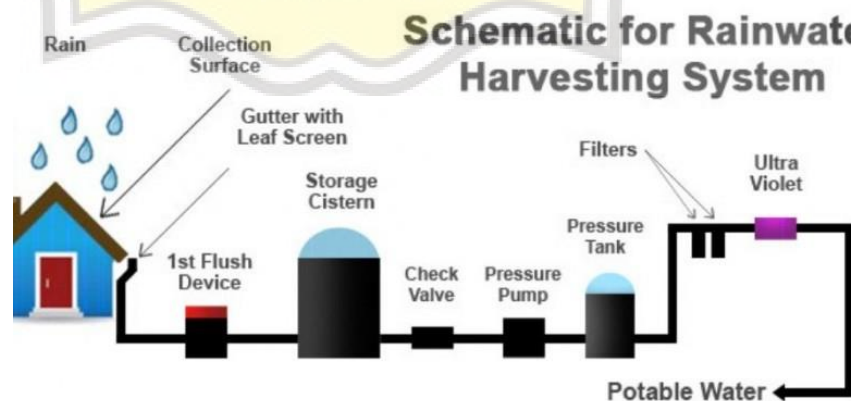 Schematic for Rainwate
Harvesting System
Rain
Collection
Surface
Gutter with
Leaf Screen
Storage
Cistern
1st Flush
Device
Check
Valve
Pressure
Pump
Pressure
Tank
Filters
Ultra
Violet
Potable Water